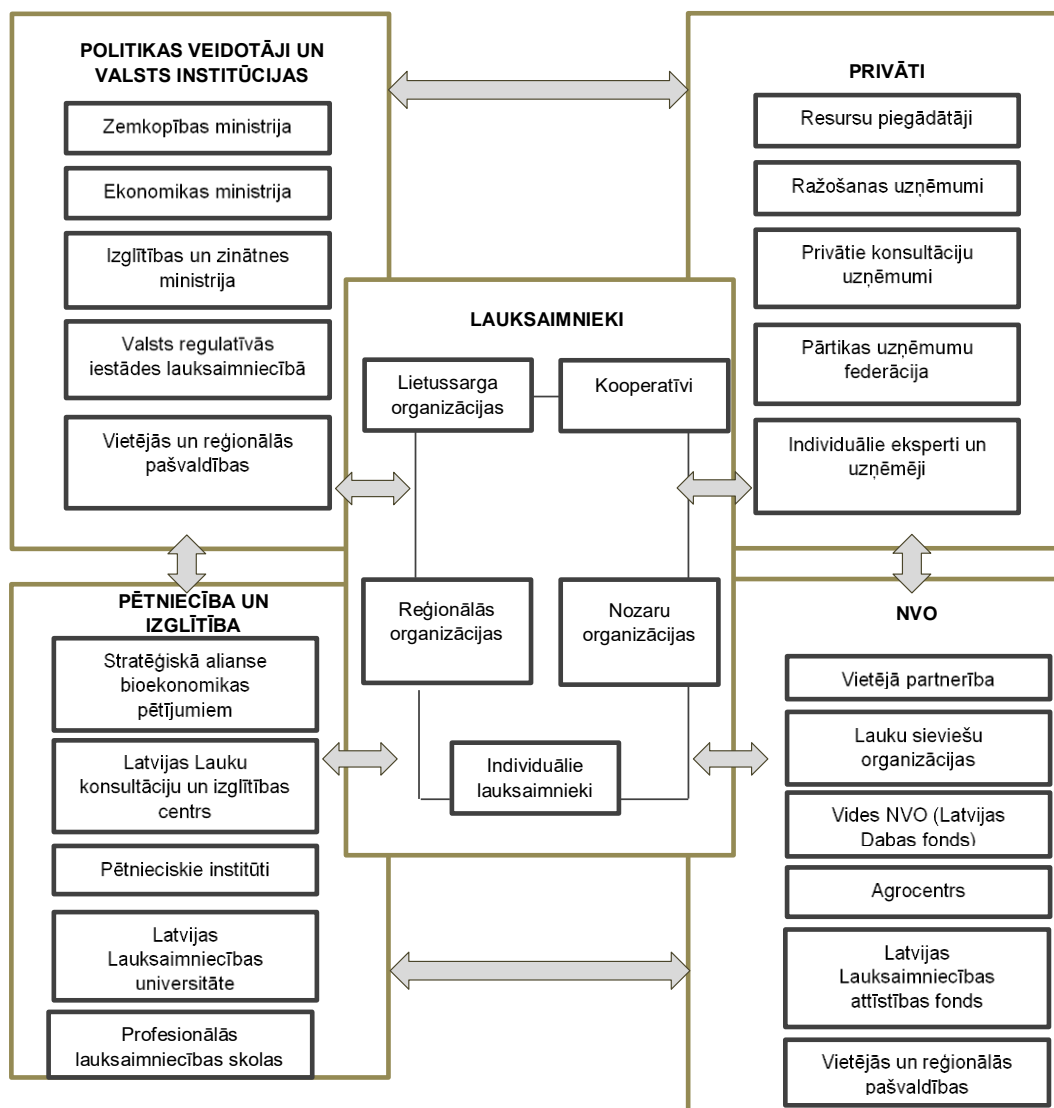 POLITIKAS VEIDOTĀJI UN
VALSTS INSTITŪCIJAS
Zemkopības ministrija
Ekonomikas ministrija
Izglītības un zinātnes
ministrija
Valsts regulatīvās
iestādes lauksaimniecībā
Vietējās un reģionālās
pašvaldības
PRIVĀTI
Resursu piegādātāji
Ražošanas uzņēmumi
Privātie konsultāciju
uzņēmumi
Pārtikas uzņēmumu
federācija
Individuālie eksperti un
uzņēmēji
LAUKSAIMNIEKI
Lietussarga
organizācijas
Kooperatīvi
Reģionālās
organizācijas
Nozaru
organizācijas
Individuālie
lauksaimnieki
PĒTNIECĪBA UN
IZGLĪTĪBA
Stratēģiskā alianse
bioekonomikas
pētījumiem
Latvijas Lauku
konsultāciju un izglītības
centrs
Pētnieciskie institūti
Latvijas
Lauksaimniecības
universitāte
Profesionālās
lauksaimniecības skolas
NVO
Vietējā partnerība
Lauku sieviešu
organizācijas
Vides NVO (Latvijas
Dabas fonds)
Agrocentrs
Latvijas
Lauksaimniecības
attīstības fonds
Vietējās un reģionālās
pašvaldības